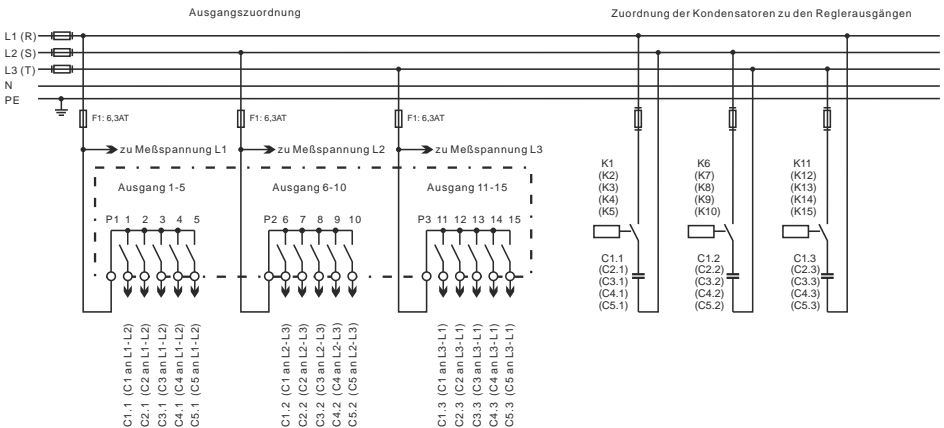 Ausgangszuordnung
Zuordnung der Kondensatoren zu den Reglerausgängen
L1 (R)
L2 (S)
L3 (T)
N
PE
F1: 6,3AT
F1: 6,3AT
F1: 6,3AT
zu Meßspannung L1
zu Meßspannung L2
zu Meßspannung L3
Ausgang 1-5
Ausgang 6-10
Ausgang 11-15
P1 1 2 3 4 5
P2 6 7 8 9 10
P3 11 12 13 14 15
C1.1 (C1 an L1-L2)
C2.1 (C2 an L1-L2)
C3.1 (C3 an L1-L2)
C4.1 (C4 an L1-L2)
C5.1 (C5 an L1-L2)
C1.2 (C1 an L2-L3)
C2.2 (C2 an L2-L3)
C3.2 (C3 an L2-L3)
C4.2 (C4 an L2-L3)
C5.2 (C5 an L2-L3)
C1.3 (C1 an L3-L1)
C2.3 (C2 an L3-L1)
C3.3 (C3 an L3-L1)
C4.3 (C4 an L3-L1)
C5.3 (C5 an L3-L1)
K1
(K2)
(K3)
(K4)
(K5)
C1.1
(C2.1)
(C3.1)
(C4.1)
(C5.1)
K6
(K7)
(K8)
(K9)
(K10)
C1.2
(C2.2)
(C3.2)
(C4.2)
(C5.2)
K11
(K12)
(K13)
(K14)
(K15)
C1.3
(C2.3)
(C3.3)
(C4.3)
(C5.3)